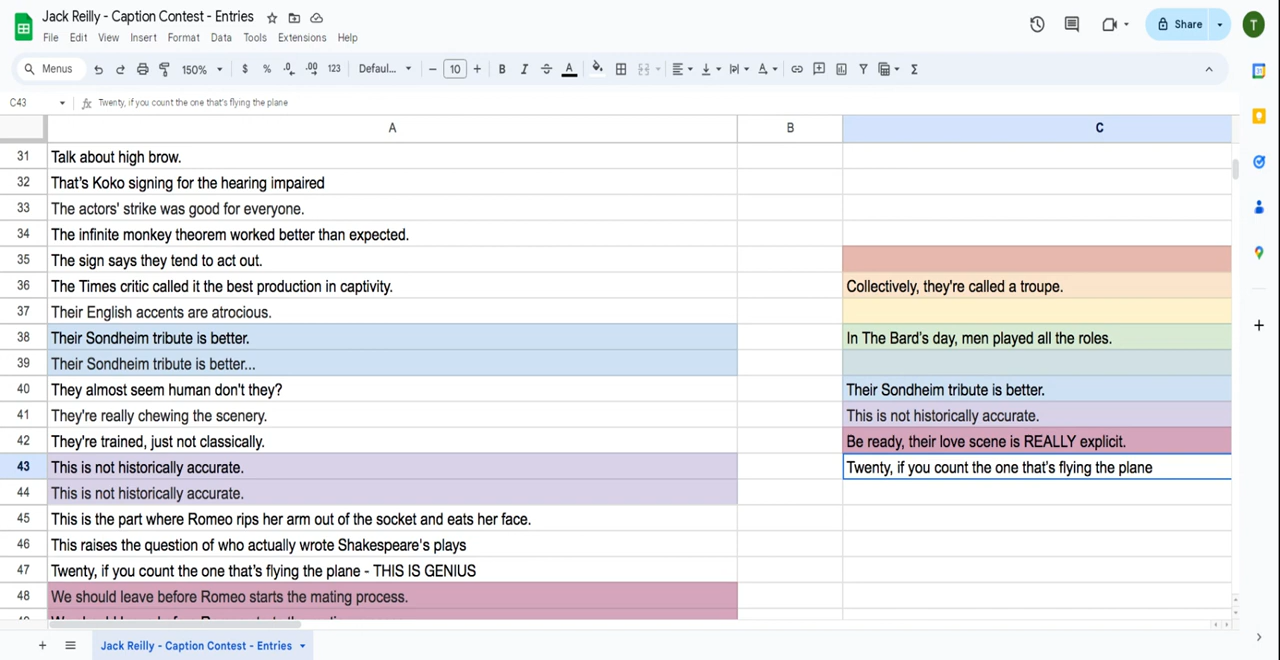 Jack Reilly - Caption Contest - Entries
File Edit View Insert Format Data Tools Extensions Help
Share
T
Menus 150% $ % .0 .00 123 Defaul... - 10 + B I A
C43 fx Twenty, if you count the one that's flying the plane
A B C
31 Talk about high brow.
32 That's Koko signing for the hearing impaired
33 The actors' strike was good for everyone.
34 The infinite monkey theorem worked better than expected.
35 The sign says they tend to act out.
36 The Times critic called it the best production in captivity. Collectively, they're called a troupe.
37 Their English accents are atrocious.
38 Their Sondheim tribute is better. In The Bard's day, men played all the roles.
39 Their Sondheim tribute is better...
40 They almost seem human don't they? Their Sondheim tribute is better.
41 They're really chewing the scenery. This is not historically accurate.
42 They're trained, just not classically. Be ready, their love scene is REALLY explicit.
43 This is not historically accurate. Twenty, if you count the one that's flying the plane
44 This is not historically accurate.
45 This is the part where Romeo rips her arm out of the socket and eats her face.
46 This raises the question of who actually wrote Shakespeare's plays
47 Twenty, if you count the one that's flying the plane - THIS IS GENIUS
48 We should leave before Romeo starts the mating process.
Jack Reilly - Caption Contest - Entries